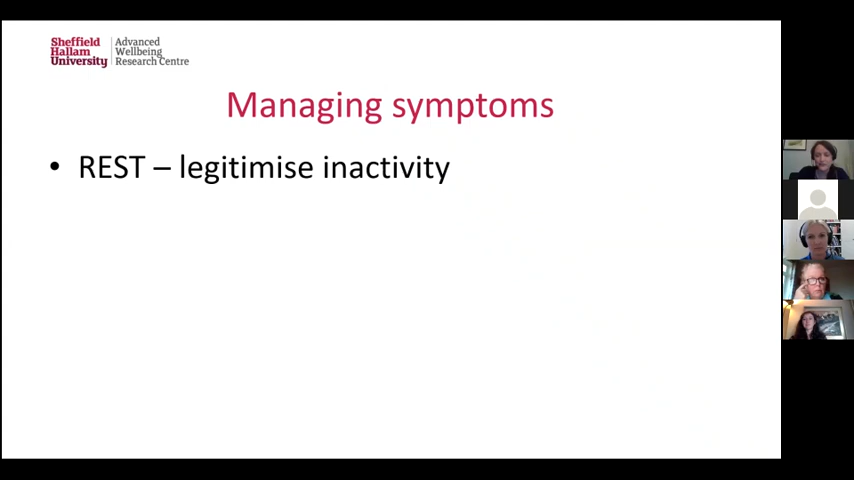 Sheffield
Hallam
University
Advanced
Wellbeing
Research Centre
Managing symptoms
• REST – legitimise inactivity